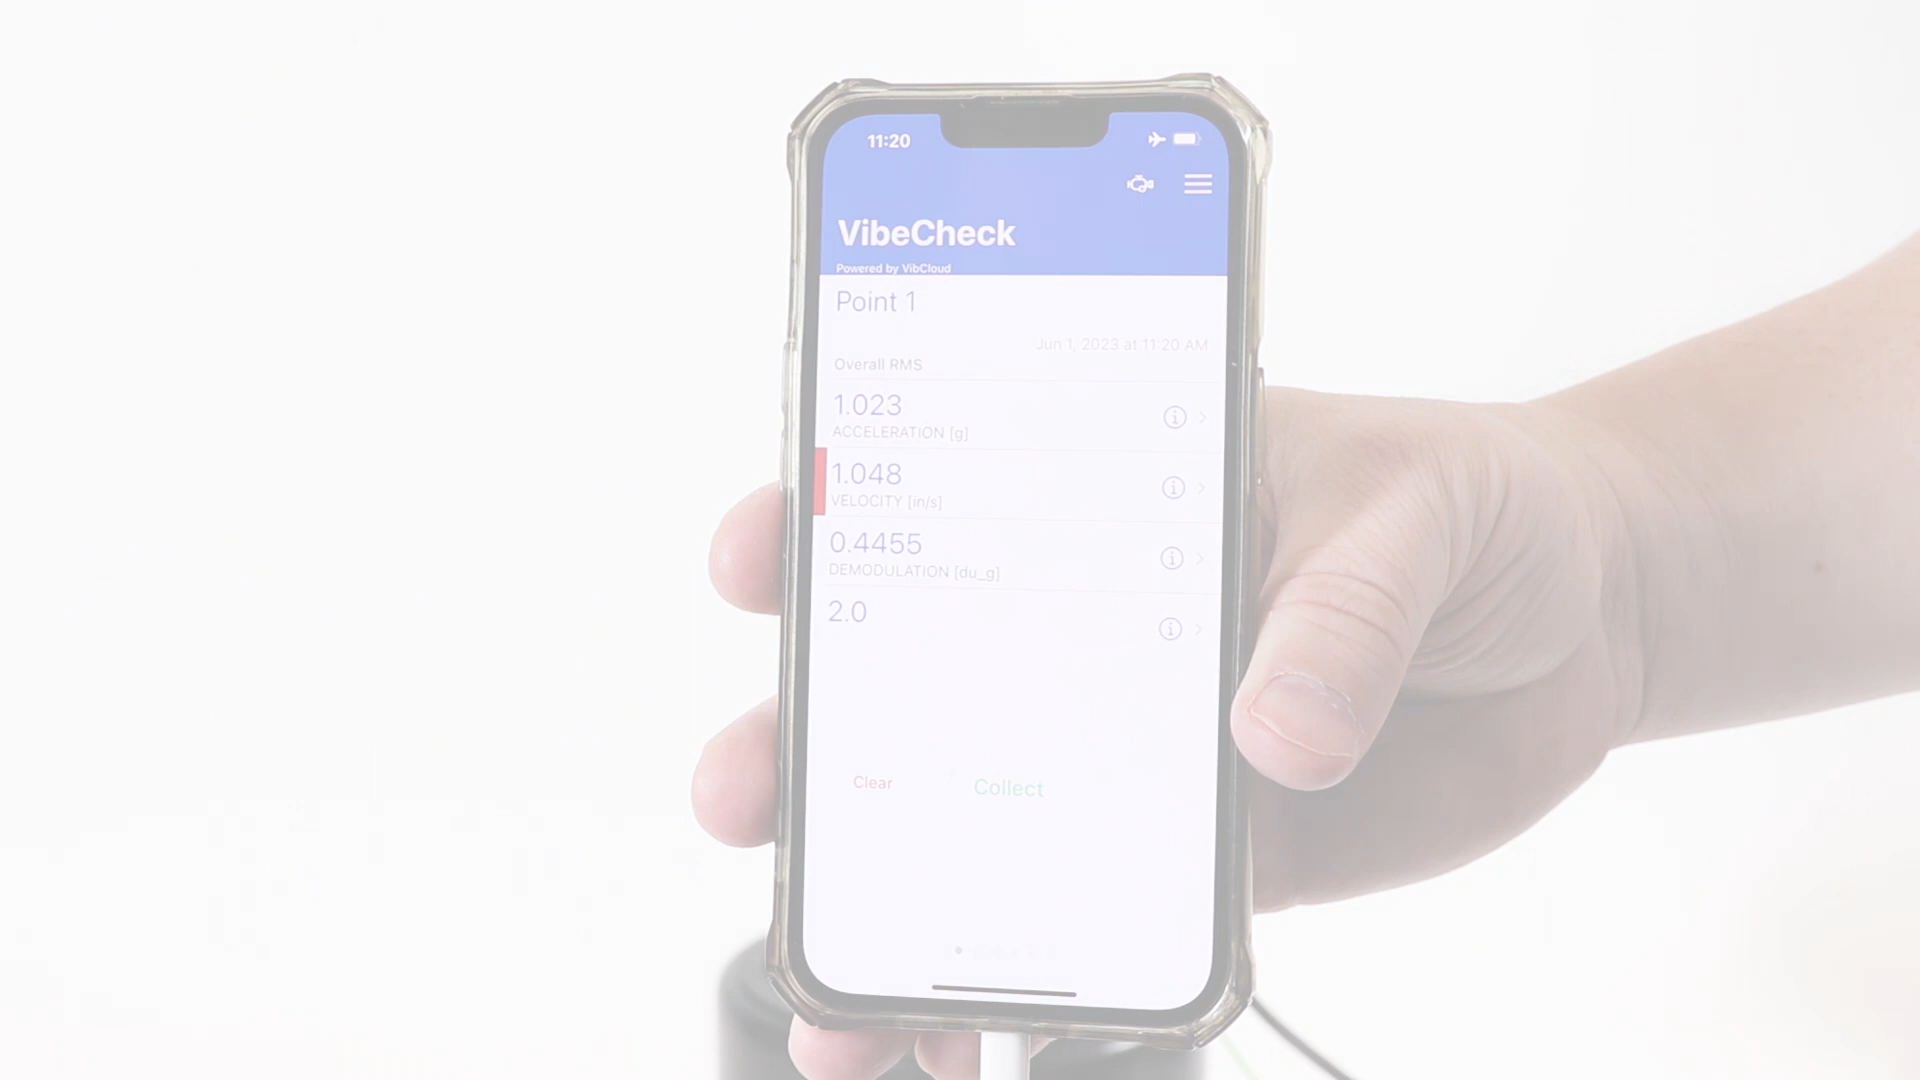 11:20
VibeCheck
Powered by VibCloud
Point 1
Jun 1, 2023 at 11:20 AM
Overall RMS
1.023
ACCELERATION [g]
1.048
VELOCITY [in/s]
0.4455
DEMODULATION [du_g]
2.0
Clear
Collect